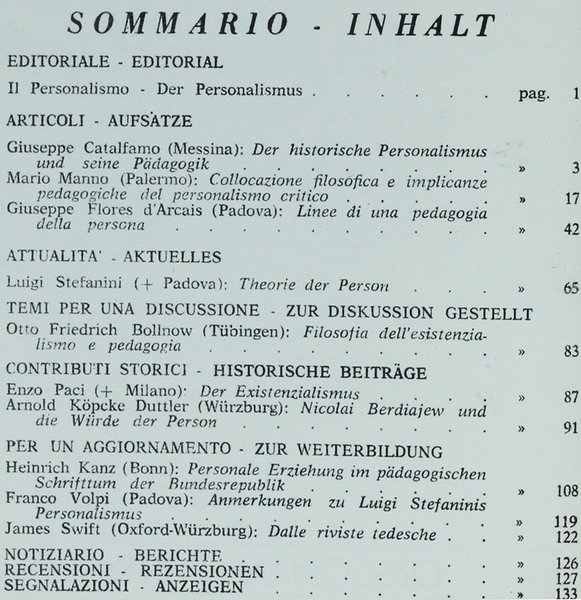 SOMMARIO - INHALT
EDITORIALE - EDITORIAL
Il Personalismo - Der Personalismus . . . . . . pag. 1
ARTICOLI - AUFSÄTZE
Giuseppe Catalfamo (Messina): Der historische Personalismus
und seine Pädagogik . . . . . . . . » 3
Mario Manno (Palermo): Collocazione filosofica e implicanze
pedagogiche del personalismo critico . . . . . » 17
Giuseppe Flores d'Arcais (Padova): Linee di una pedagogia
della persona . . . . . . . . . . » 42
ATTUALITA' - AKTUELLES
Luigi Stefanini (+ Padova): Theorie der Person . . . » 65
TEMI PER UNA DISCUSSIONE - ZUR DISKUSSION GESTELLT
Otto Friedrich Bollnow (Tübingen): Filosofia dell'esistenzia-
lismo e pedagogia . . . . . . . . . » 83
CONTRIBUTI STORICI - HISTORISCHE BEITRÄGE
Enzo Paci (+ Milano): Der Existenzialismus . . . . » 87
Arnold Köpcke Duttler (Würzburg): Nicolai Berdiajew und
die Würde der Person . . . . . . . » 91
PER UN AGGIORNAMENTO - ZUR WEITERBILDUNG
Heinrich Kanz (Bonn): Personale Erziehung im pädagogischen
Schrifttum der Bundesrepublik . . . . . . » 108
Franco Volpi (Padova): Anmerkungen zu Luigi Stefaninis
Personalismus . . . . . . . . . . » 119
James Swift (Oxford-Würzburg): Dalle riviste tedesche . . » 122
NOTIZIARIO - BERICHTE . . . . . . . . » 126
RECENSIONI - REZENSIONEN . . . . . . . » 127
SEGNALAZIONI - ANZEIGEN . . . . . . . » 133